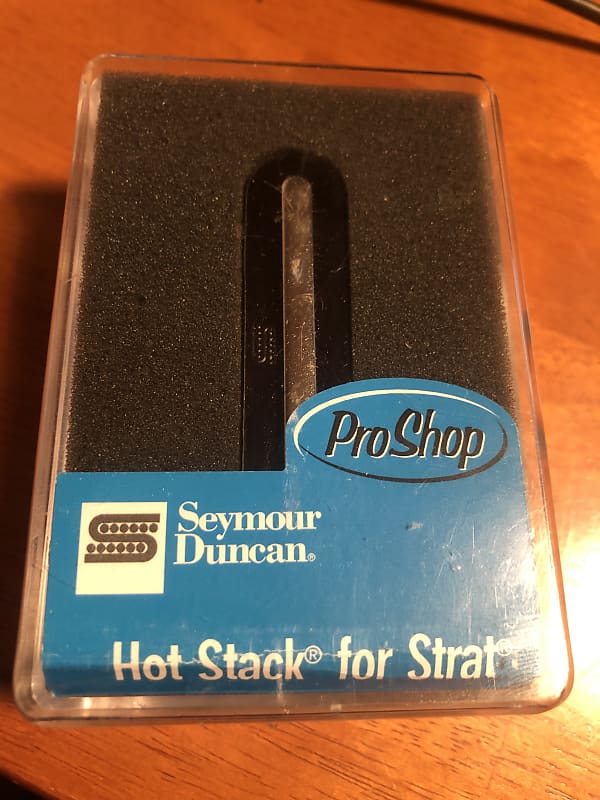 ProShop
Seymour
Duncan®
Hot Stack® for Strat®